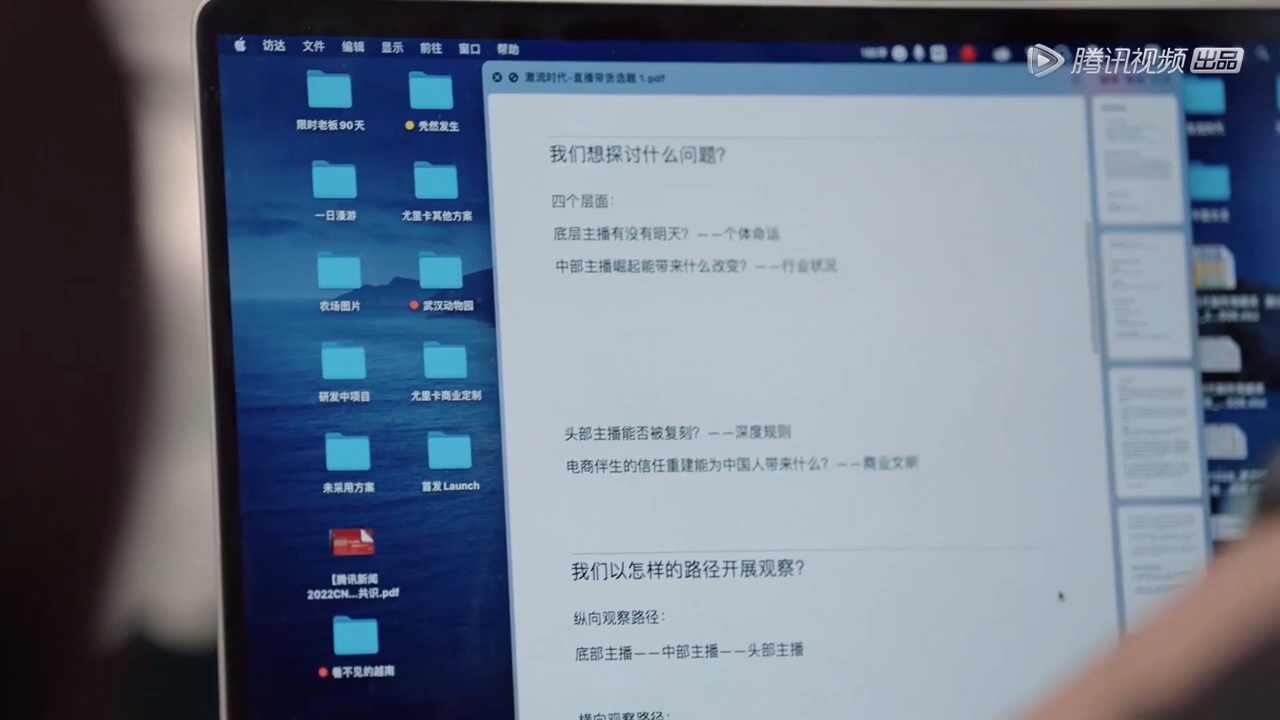 访达 文件 编辑 显示 前往 窗口 帮助
腾讯视频 出品
激流时代-直播带货选题 1.pdf
限时老板90天
秃然发生
一日漫游
尤里卡其他方案
农场图片
武汉动物园
研发中项目
尤里卡商业定制
未采用方案
首发Launch
【腾讯新闻
2022CN...共识.pdf
看不见的越南
我们想探讨什么问题?
四个层面:
底层主播有没有明天? ——个体命运
中部主播崛起能带来什么改变? ——行业状况
头部主播能否被复刻? ——深度规则
电商伴生的信任重建能为中国人带来什么? ——商业文明
我们以怎样的路径开展观察?
纵向观察路径:
底部主播——中部主播——头部主播
横向观察路径: